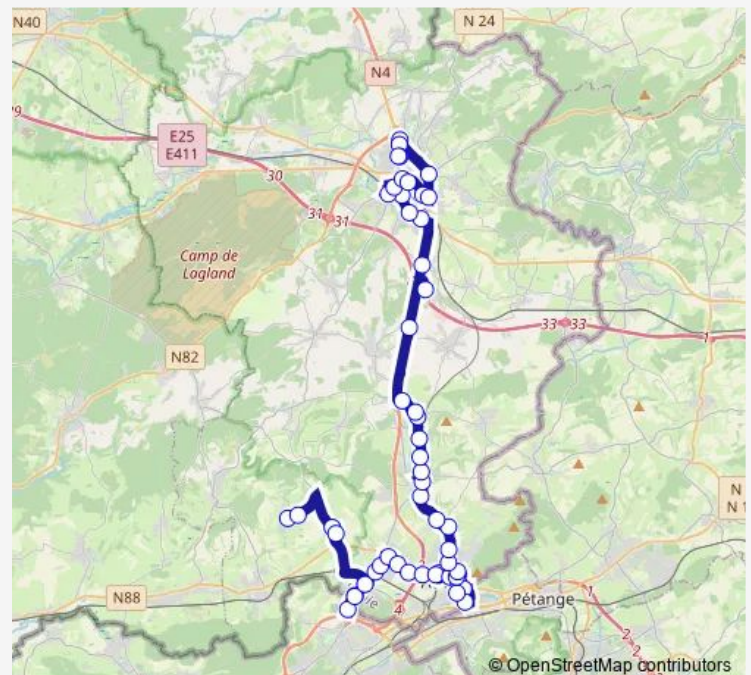 N40
N 24
N4
E25
E411
30
31
31
Camp de
Lagland
33
33
1
N82
N
N 1
N88
4
Pétange
1
2
2
© OpenStreetMap contributors